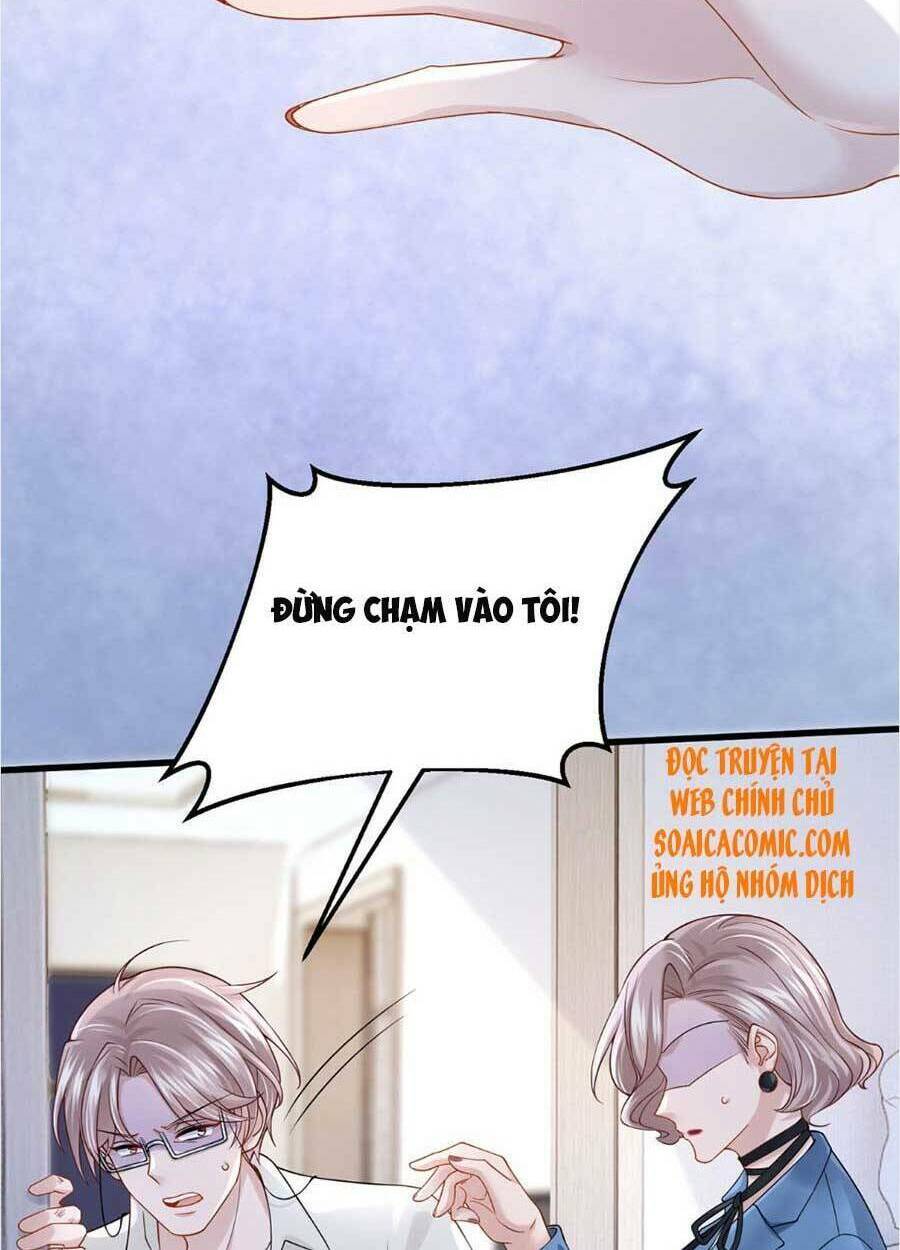 ĐỪNG CHẠM VÀO TÔI!
ĐỌC TRUYỆN TẠI
WEB CHÍNH CHỦ
SOAICACOMIC.COM
ỦNG HỘ NHÓM DỊCH